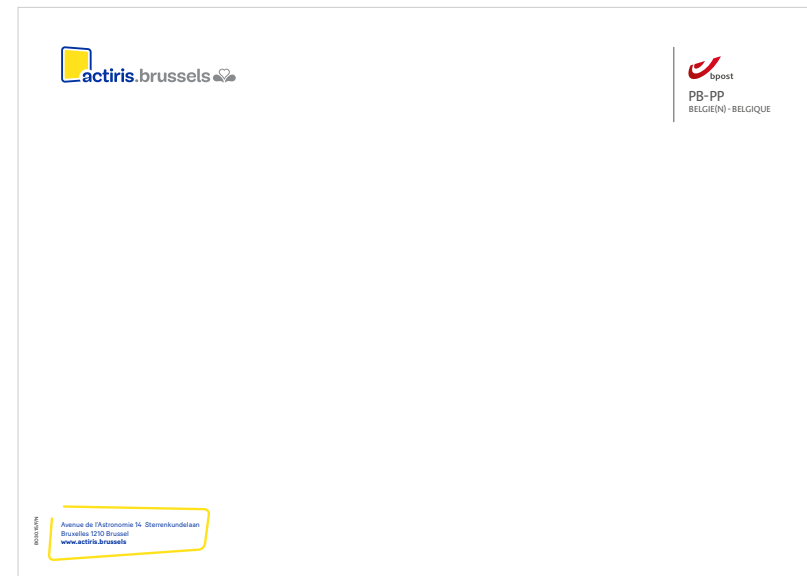 actiris.brussels
bpost
PB-PP
BELGIE(N) - BELGIQUE
Avenue de l'Astronomie 14 Sterrenkundelaan
Bruxelles 1210 Brussel
www.actiris.brussels